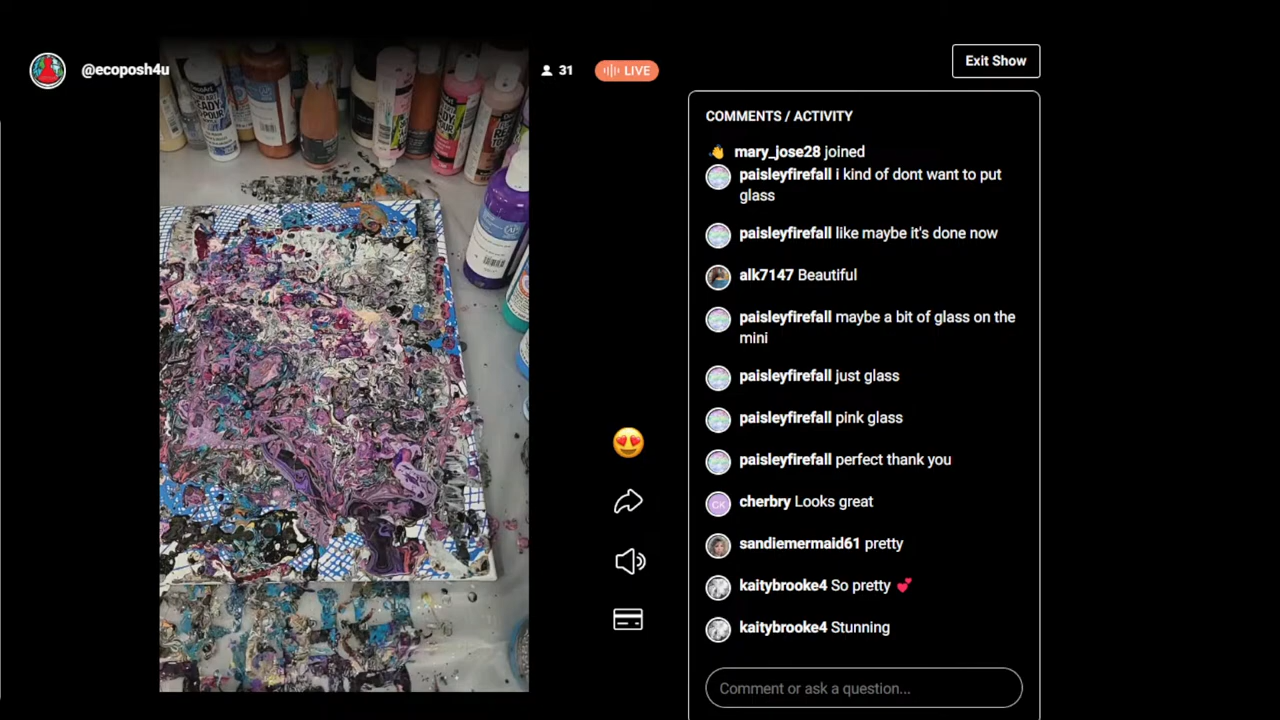 @ecoposh4u
31
LIVE
Exit Show
COMMENTS / ACTIVITY
mary_jose28 joined
paisleyfirefall i kind of dont want to put
glass
paisleyfirefall like maybe it's done now
alk7147 Beautiful
paisleyfirefall maybe a bit of glass on the
mini
paisleyfirefall just glass
paisleyfirefall pink glass
paisleyfirefall perfect thank you
CK
cherbry Looks great
sandiemermaid61 pretty
kaitybrooke4 So pretty 💕
kaitybrooke4 Stunning
Comment or ask a question...